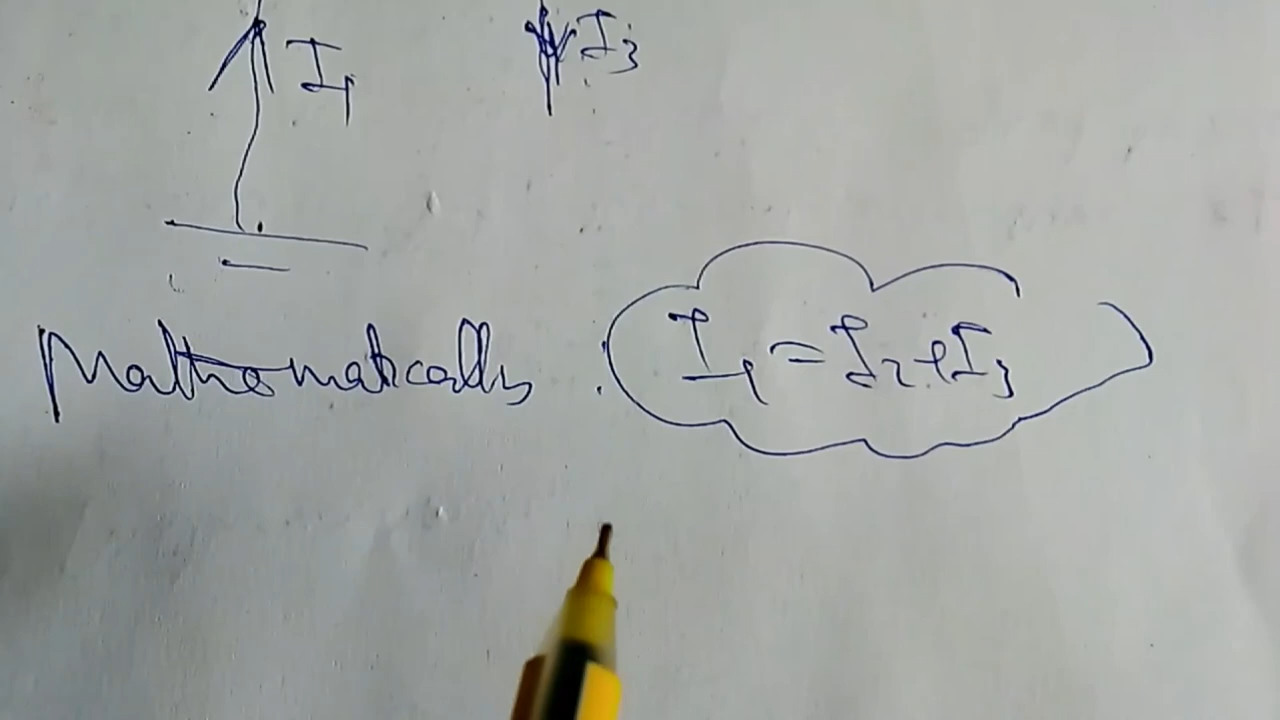 I1 I3
Mathematically : I1 = I2 + I3